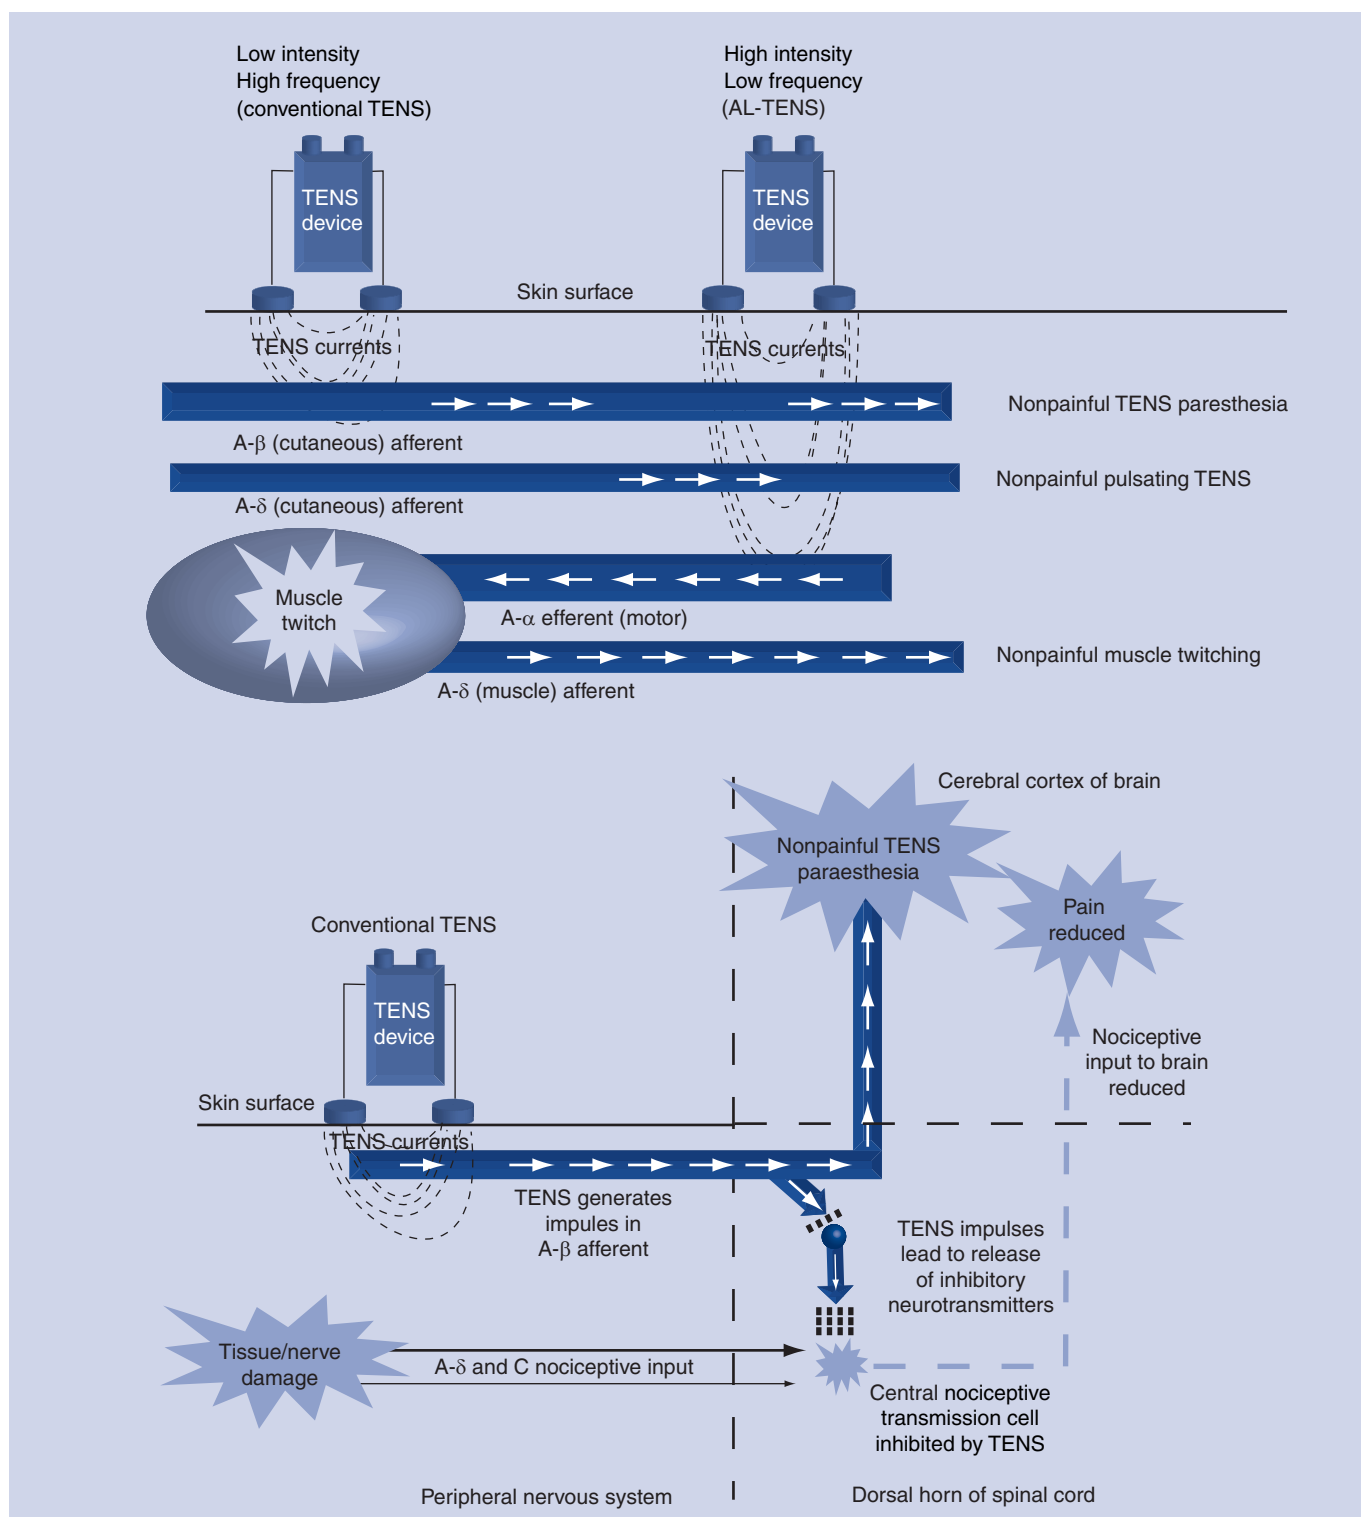 Low intensity
High frequency
(conventional TENS)
High intensity
Low frequency
(AL-TENS)
TENS
device
TENS
device
Skin surface
TENS currents
TENS currents
Nonpainful TENS paresthesia
A-β (cutaneous) afferent
Nonpainful pulsating TENS
A-δ (cutaneous) afferent
Muscle
twitch
A-α efferent (motor)
Nonpainful muscle twitching
A-δ (muscle) afferent
Cerebral cortex of brain
Nonpainful TENS
paraesthesia
Pain
reduced
Conventional TENS
TENS
device
Nociceptive
input to brain
reduced
Skin surface
TENS currents
TENS generates
impules in
A-β afferent
TENS impulses
lead to release
of inhibitory
neurotransmitters
Tissue/nerve
damage
A-δ and C nociceptive input
Central nociceptive
transmission cell
inhibited by TENS
Peripheral nervous system
Dorsal horn of spinal cord